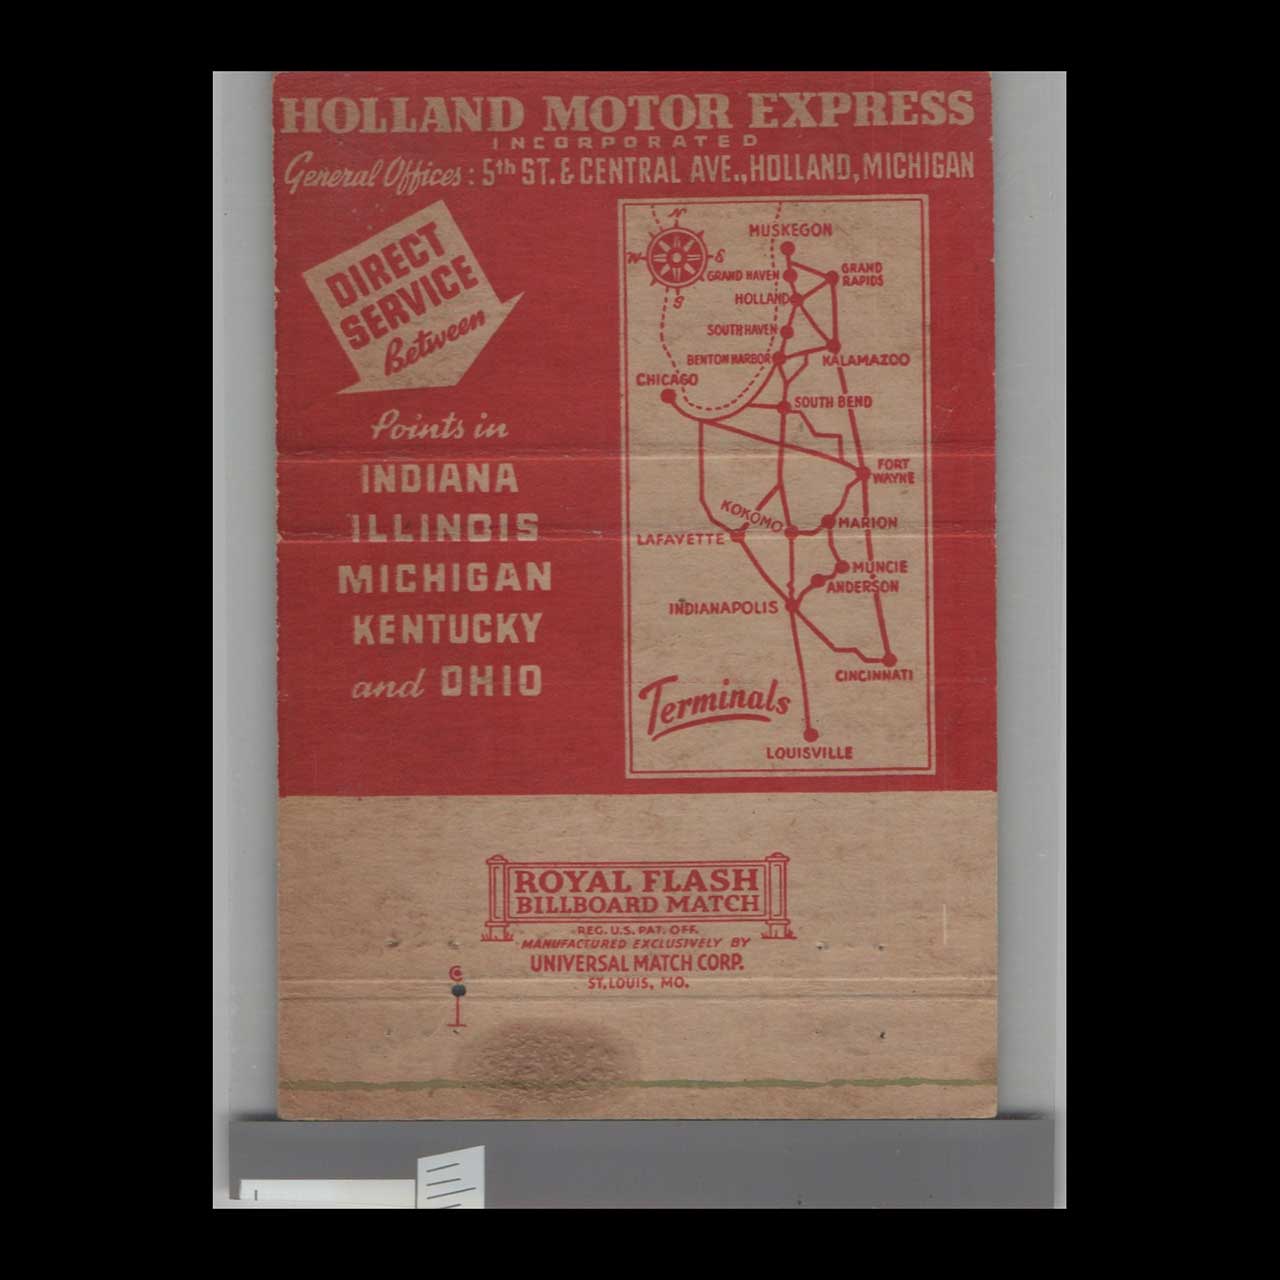 HOLLAND MOTOR EXPRESS
INCORPORATED
General Offices: 5th ST. & CENTRAL AVE., HOLLAND, MICHIGAN
DIRECT
SERVICE
Between
Points in
INDIANA
ILLINOIS
MICHIGAN
KENTUCKY
and OHIO
N
W
S
S
MUSKEGON
GRAND HAVEN
GRAND
RAPIDS
HOLLAND
SOUTH HAVEN
BENTON HARBOR
KALAMAZOO
CHICAGO
SOUTH BEND
FORT
WAYNE
KOKOMO
MARION
LAFAYETTE
MUNCIE
ANDERSON
INDIANAPOLIS
CINCINNATI
Terminals
LOUISVILLE
ROYAL FLASH
BILLBOARD MATCH
REG. U.S. PAT. OFF.
MANUFACTURED EXCLUSIVELY BY
UNIVERSAL MATCH CORP.
ST. LOUIS, MO.